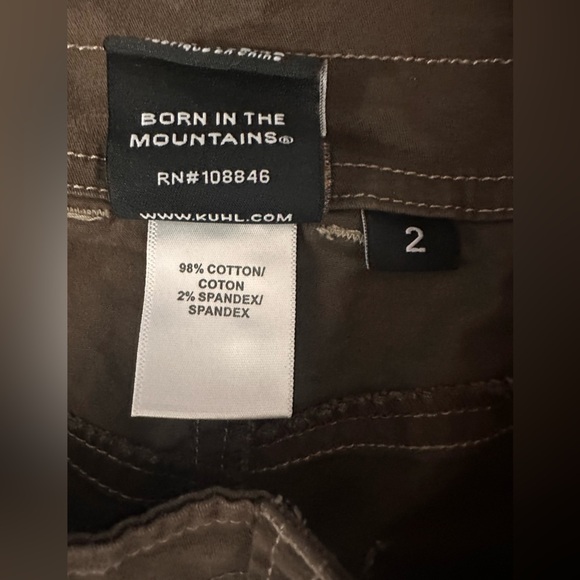 BORN IN THE
MOUNTAINS®
RN#108846
WWW.KUHL.COM
2
98% COTTON/
COTON
2% SPANDEX/
SPANDEX